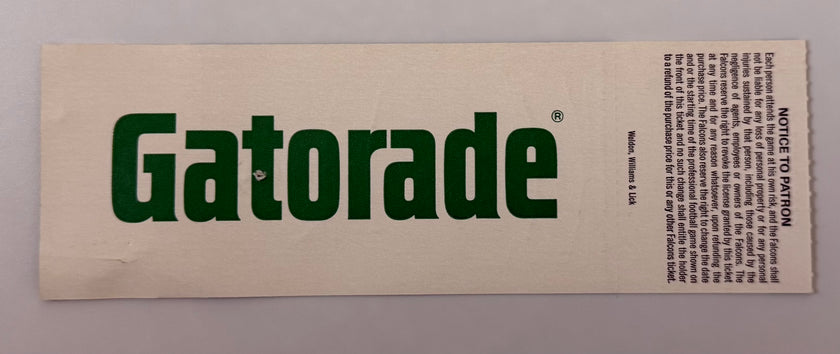 Gatorade®
Weldon, Williams & Lick
NOTICE TO PATRON
Each person attends the game at his own risk, and the Falcons shall
not be liable for any loss of personal property or for any personal
injuries sustained by that person, including those caused by the
negligence of agents, employees or owners of the Falcons. The
Falcons reserve the right to revoke the license granted by this ticket
at any time and for any reason whatsoever, upon refunding the
purchase price. The Falcons also reserve the right to change the date
and or the starting time of the professional football game shown on
the front of this ticket and no such change shall entitle the holder
to a refund of the purchase price for this or any other Falcons ticket.